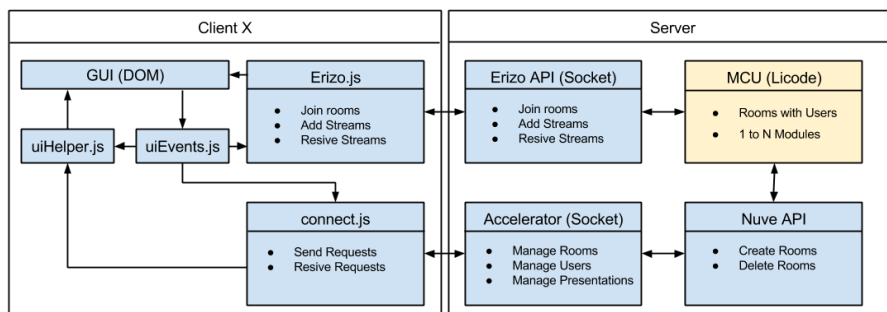 Client X
Server
GUI (DOM)
Erizo.js
Join rooms
Add Streams
Resive Streams
uiHelper.js
uiEvents.js
connect.js
Send Requests
Resive Requests
Erizo API (Socket)
Join rooms
Add Streams
Resive Streams
MCU (Licode)
Rooms with Users
1 to N Modules
Accelerator (Socket)
Manage Rooms
Manage Users
Manage Presentations
Nuve API
Create Rooms
Delete Rooms